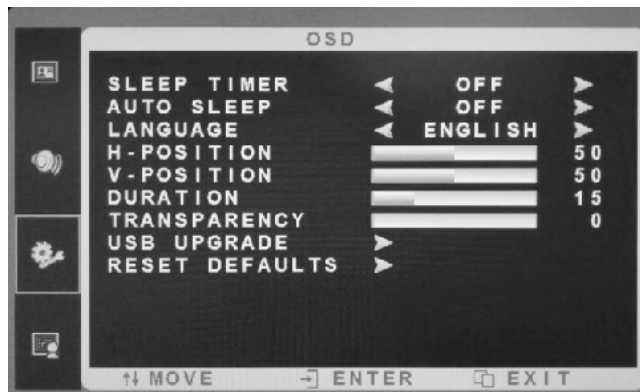 OSD
SLEEP TIMER OFF
AUTO SLEEP OFF
LANGUAGE ENGLISH
H-POSITION 50
V-POSITION 50
DURATION 15
TRANSPARENCY 0
USB UPGRADE
RESET DEFAULTS
MOVE ENTER EXIT